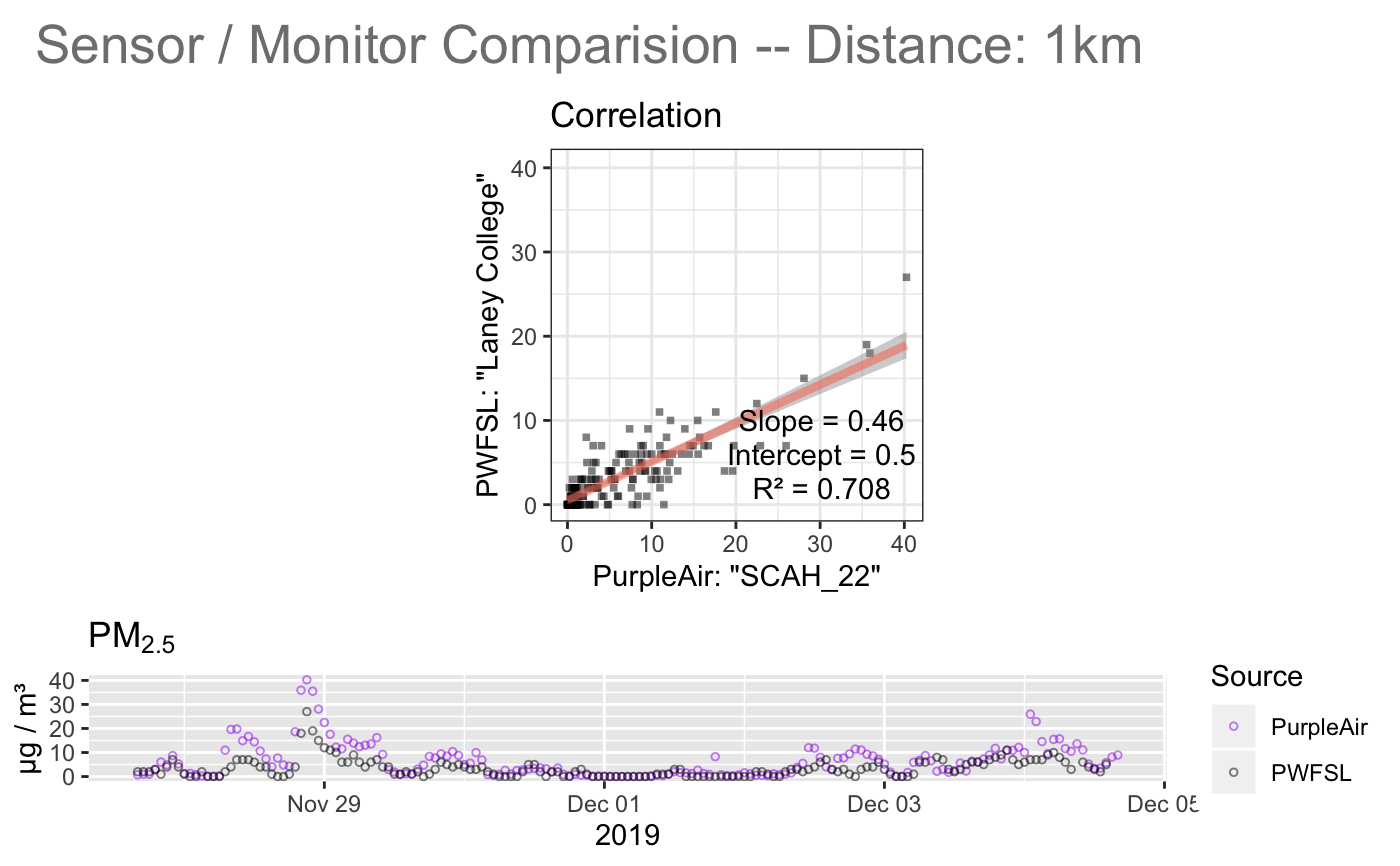 Sensor / Monitor Comparision -- Distance: 1km
Correlation
PWFSL: "Laney College"
40
30
20
10
0
Slope = 0.46
Intercept = 0.5
R² = 0.708
0 10 20 30 40
PurpleAir: "SCAH_22"
PM2.5
µg / m³
40
30
20
10
0
Nov 29 Dec 01 Dec 03 Dec 05
2019
Source
PurpleAir
PWFSL